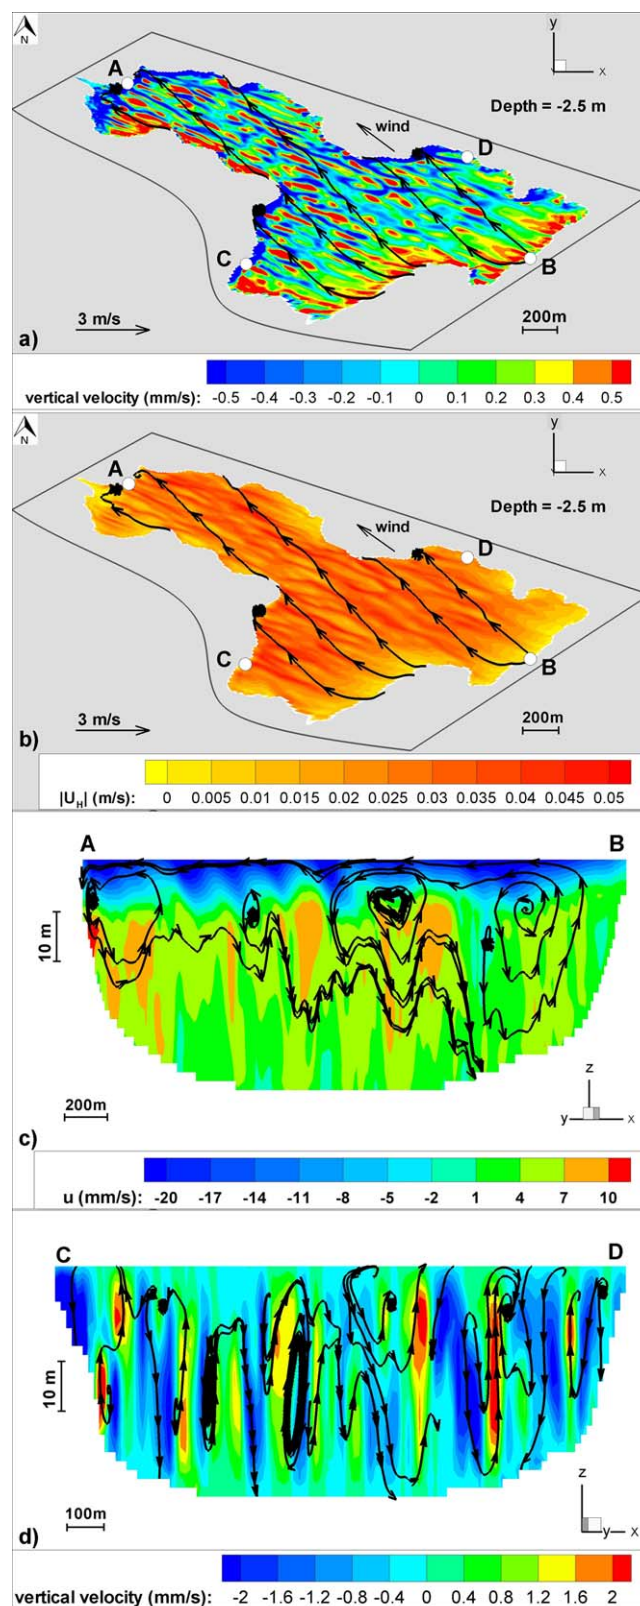 N
A
y
x
Depth = -2.5 m
wind
D
C
B
3 m/s
200m
a)
vertical velocity (mm/s): -0.5 -0.4 -0.3 -0.2 -0.1 0 0.1 0.2 0.3 0.4 0.5
N
A
y
x
Depth = -2.5 m
wind
D
C
B
3 m/s
200m
b)
|U_H| (m/s): 0 0.005 0.01 0.015 0.02 0.025 0.03 0.035 0.04 0.045 0.05
A B
10 m
z
200m
y x
c)
u (mm/s): -20 -17 -14 -11 -8 -5 -2 1 4 7 10
C D
10 m
z
100m
y x
d)
vertical velocity (mm/s): -2 -1.6 -1.2 -0.8 -0.4 0 0.4 0.8 1.2 1.6 2